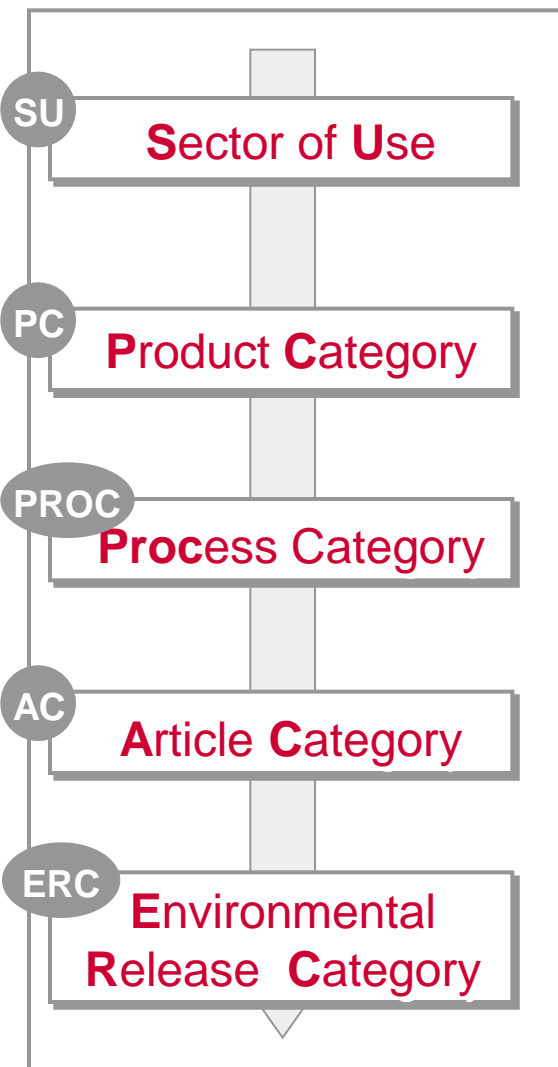 SU
Sector of Use
PC
Product Category
PROC
Process Category
AC
Article Category
ERC
Environmental
Release Category